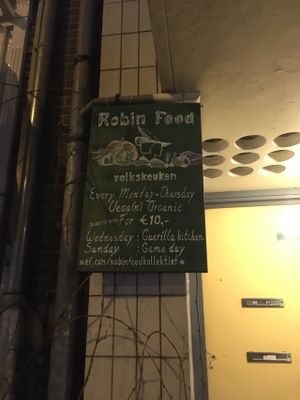 Robin Food
volkskeuken
Every Monday + Thursday
Vega(n) Organic
For €10,-
Wednesday : Guerilla kitchen
Sunday : Game day